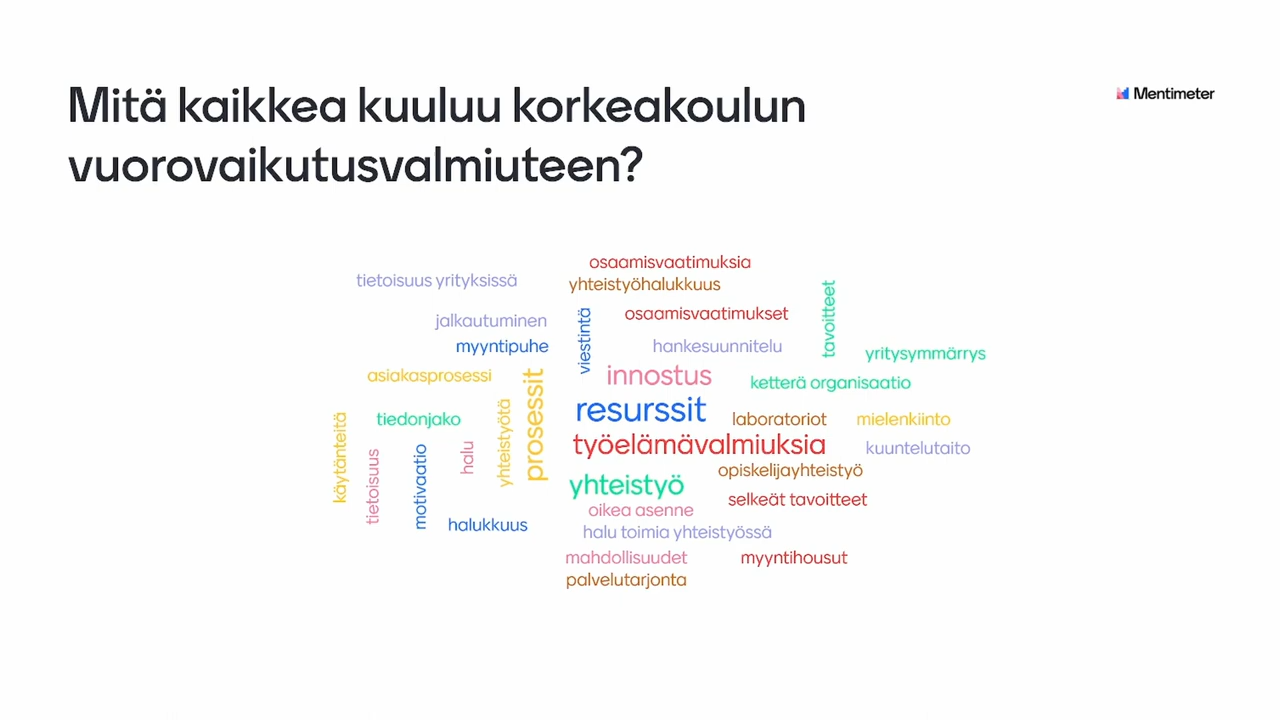 Mitä kaikkea kuuluu korkeakoulun
vuorovaikutusvalmiuteen?
Mentimeter
osaamisvaatimuksia
tietoisuus yrityksissä
yhteistyöhalukkuus
tavoitteet
viestintä
osaamisvaatimukset
jalkautuminen
myyntipuhe
hankesuunnitelu
yritysymmärrys
asiakasprosessi
prosessit
innostus
ketterä organisaatio
resurssit
laboratoriot
mielenkiinto
käytänteitä
tiedonjako
yhteistyötä
työelämävalmiuksia
kuuntelutaito
tietoisuus
motivaatio
halu
opiskelijayhteistyö
yhteistyö
selkeät tavoitteet
oikea asenne
halukkuus
halu toimia yhteistyössä
mahdollisuudet
myyntihousut
palvelutarjonta